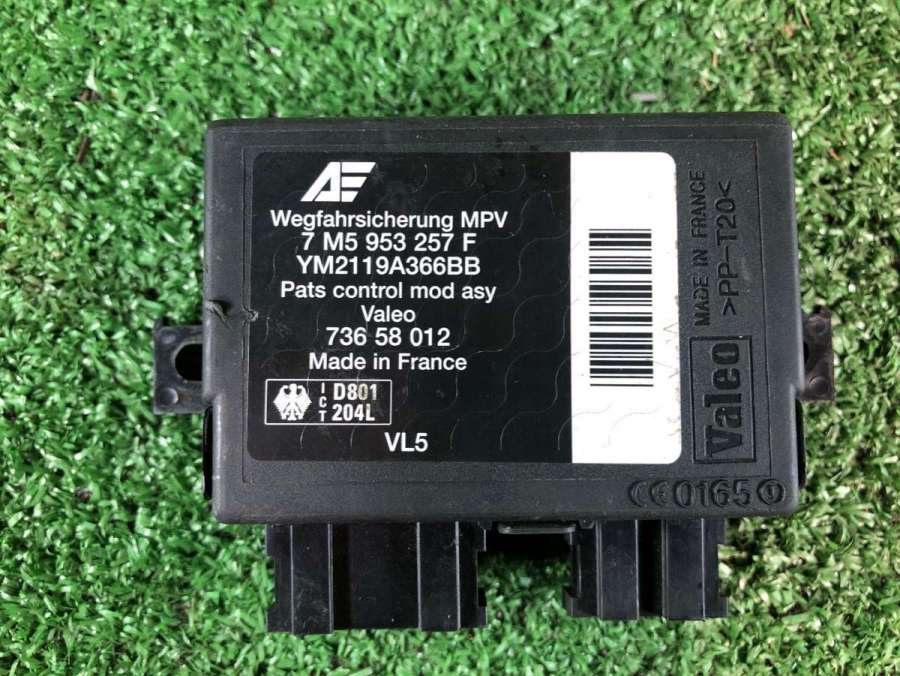 AE
Wegfahrsicherung MPV
7 M5 953 257 F
YM2119A366BB
Pats control mod asy
Valeo
736 58 012
Made in France
ICT
D801
204L
VL5
MADE IN FRANCE
>PP-T20<
Valeo
CE0165